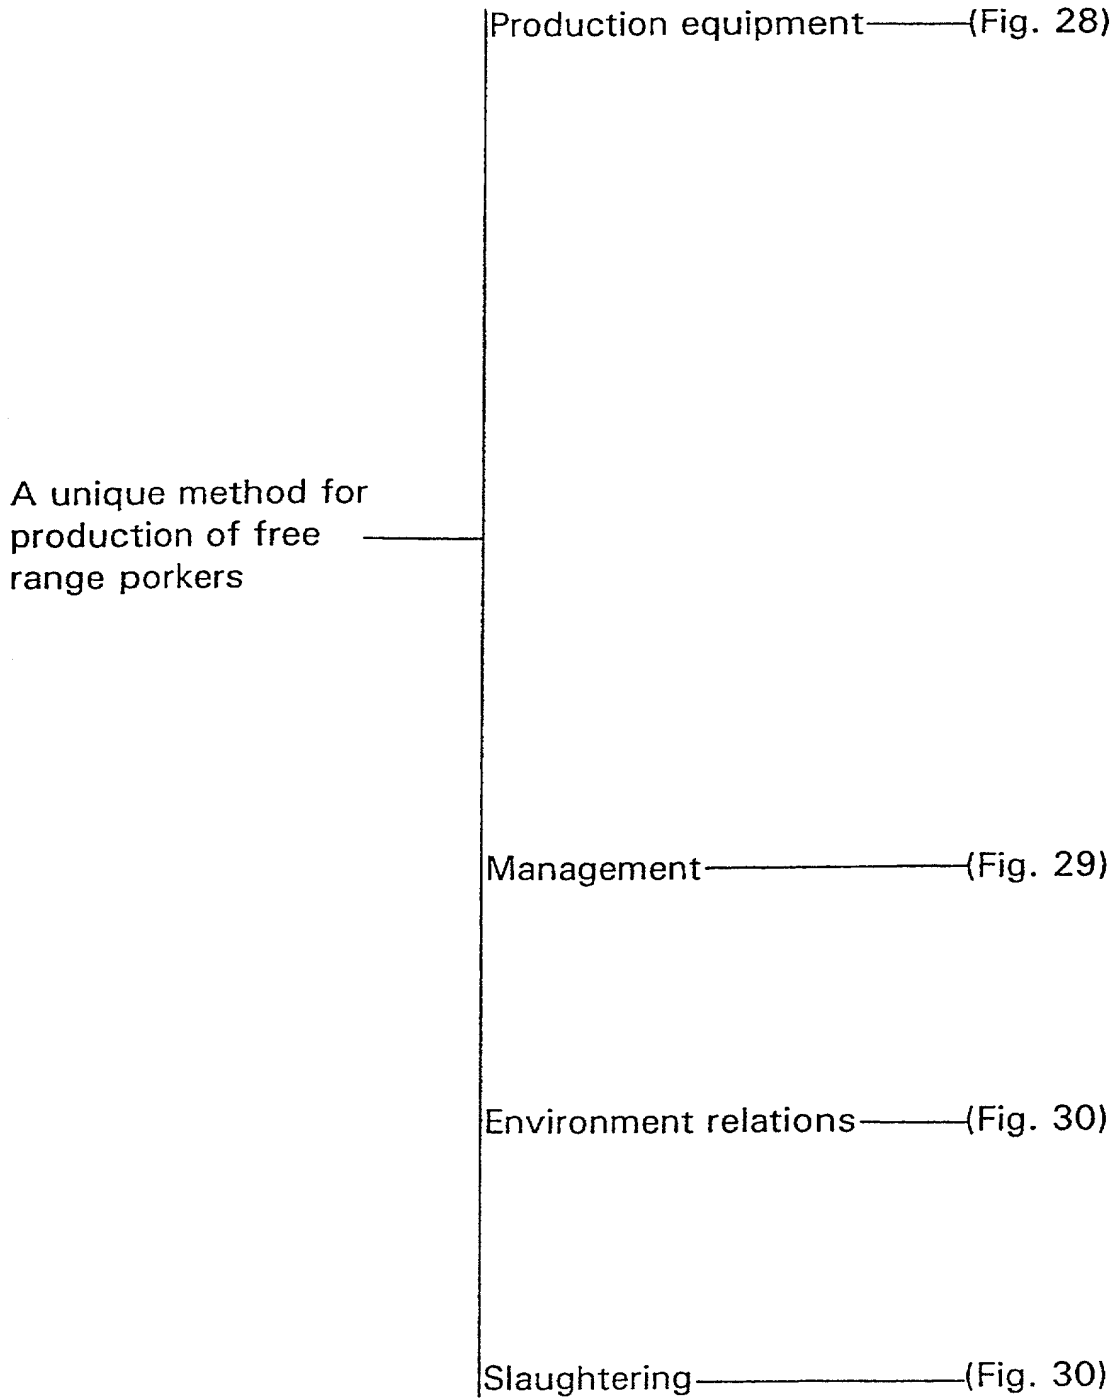 Production equipment (Fig. 28)
A unique method for
production of free
range porkers
Management (Fig. 29)
Environment relations (Fig. 30)
Slaughtering (Fig. 30)